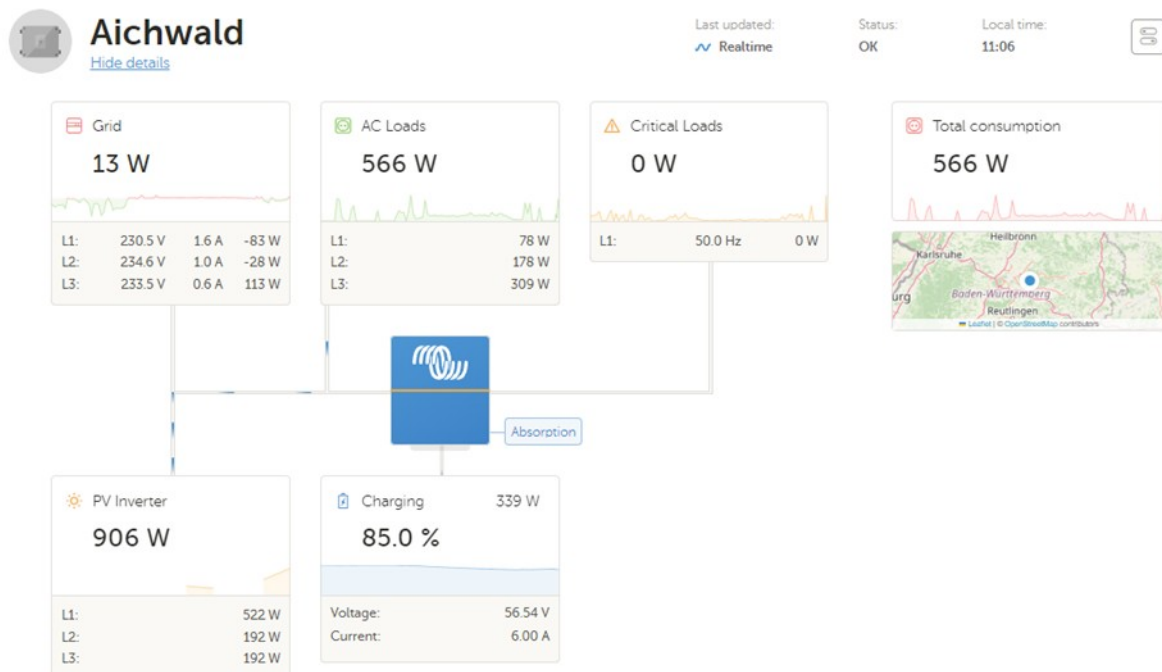 Aichwald
Hide details
Last updated:
Realtime
Status:
OK
Local time:
11:06
Grid
13 W
L1: 230.5 V 1.6 A -83 W
L2: 234.6 V 1.0 A -28 W
L3: 233.5 V 0.6 A 113 W
AC Loads
566 W
L1: 78 W
L2: 178 W
L3: 309 W
Critical Loads
0 W
L1: 50.0 Hz 0 W
Total consumption
566 W
Heilbronn
Karlsruhe
urg
Baden-Württemberg
Reutlingen
Leaflet | © OpenStreetMap contributors
Absorption
PV Inverter
906 W
L1: 522 W
L2: 192 W
L3: 192 W
Charging 339 W
85.0 %
Voltage: 56.54 V
Current: 6.00 A